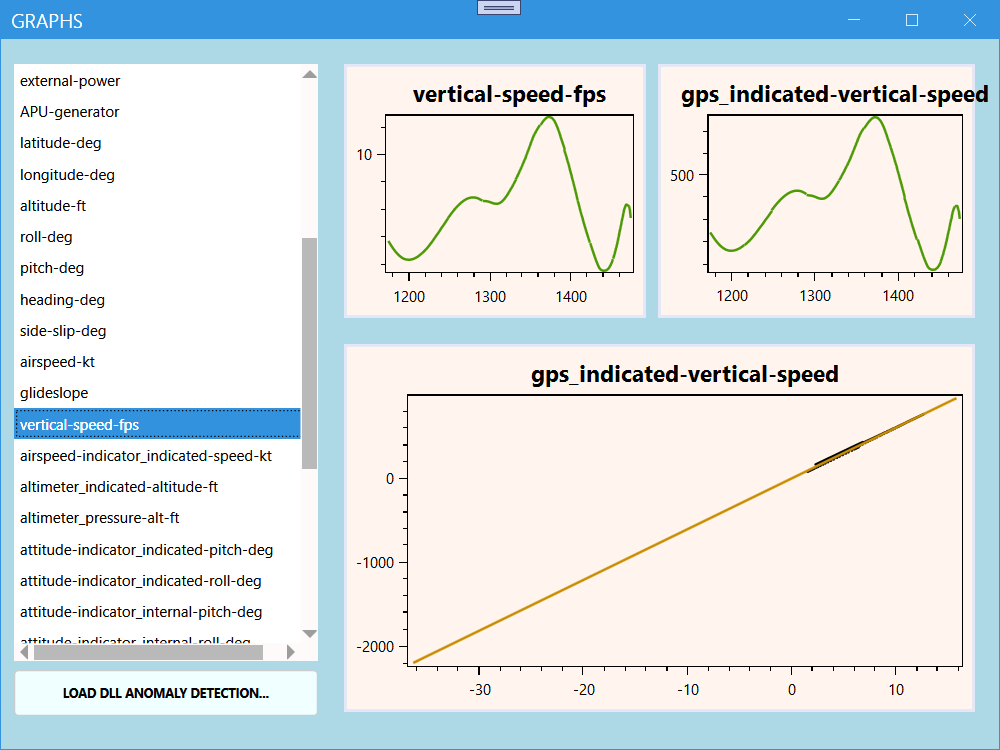 GRAPHS
external-power
APU-generator
latitude-deg
longitude-deg
altitude-ft
roll-deg
pitch-deg
heading-deg
side-slip-deg
airspeed-kt
glideslope
vertical-speed-fps
airspeed-indicator_indicated-speed-kt
altimeter_indicated-altitude-ft
altimeter_pressure-alt-ft
attitude-indicator_indicated-pitch-deg
attitude-indicator_indicated-roll-deg
attitude-indicator_internal-pitch-deg
attitude-indicator_internal-roll-deg
LOAD DLL ANOMALY DETECTION...
vertical-speed-fps
10
1200 1300 1400
gps_indicated-vertical-speed
500
1200 1300 1400
gps_indicated-vertical-speed
0
-1000
-2000
-30 -20 -10 0 10